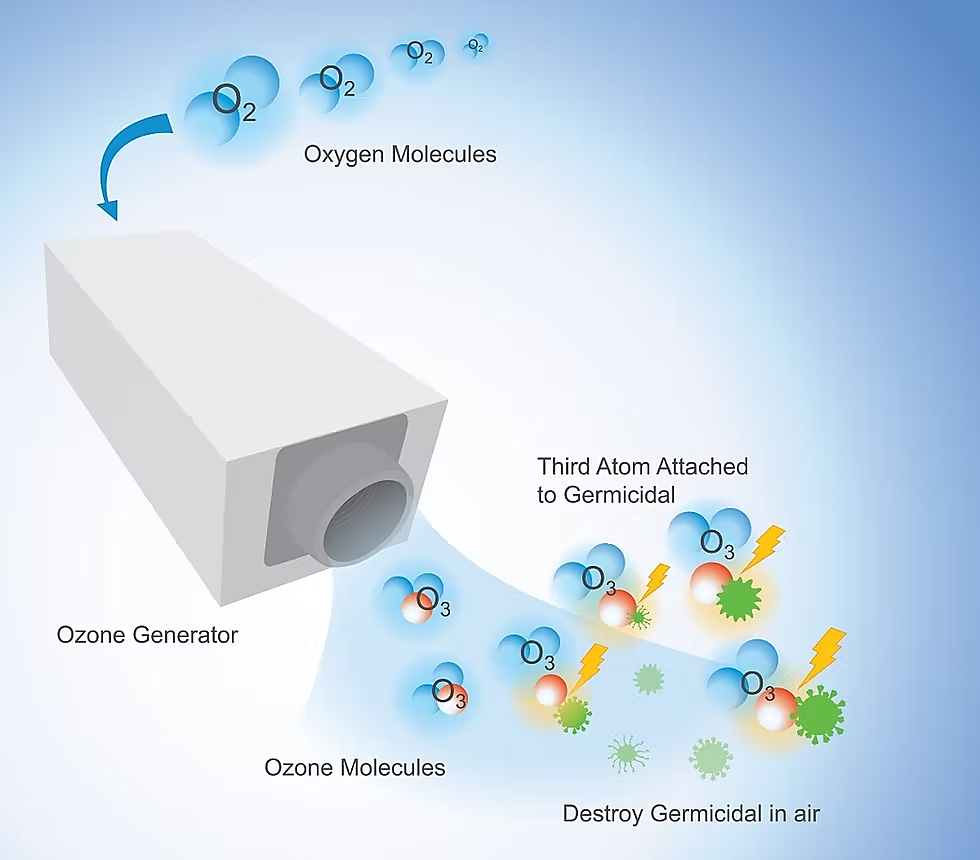 O2
O2
O2
O2
Oxygen Molecules
Third Atom Attached
to Germicidal
O3
O3
O3
O3
O3
O3
Ozone Generator
Ozone Molecules
Destroy Germicidal in air